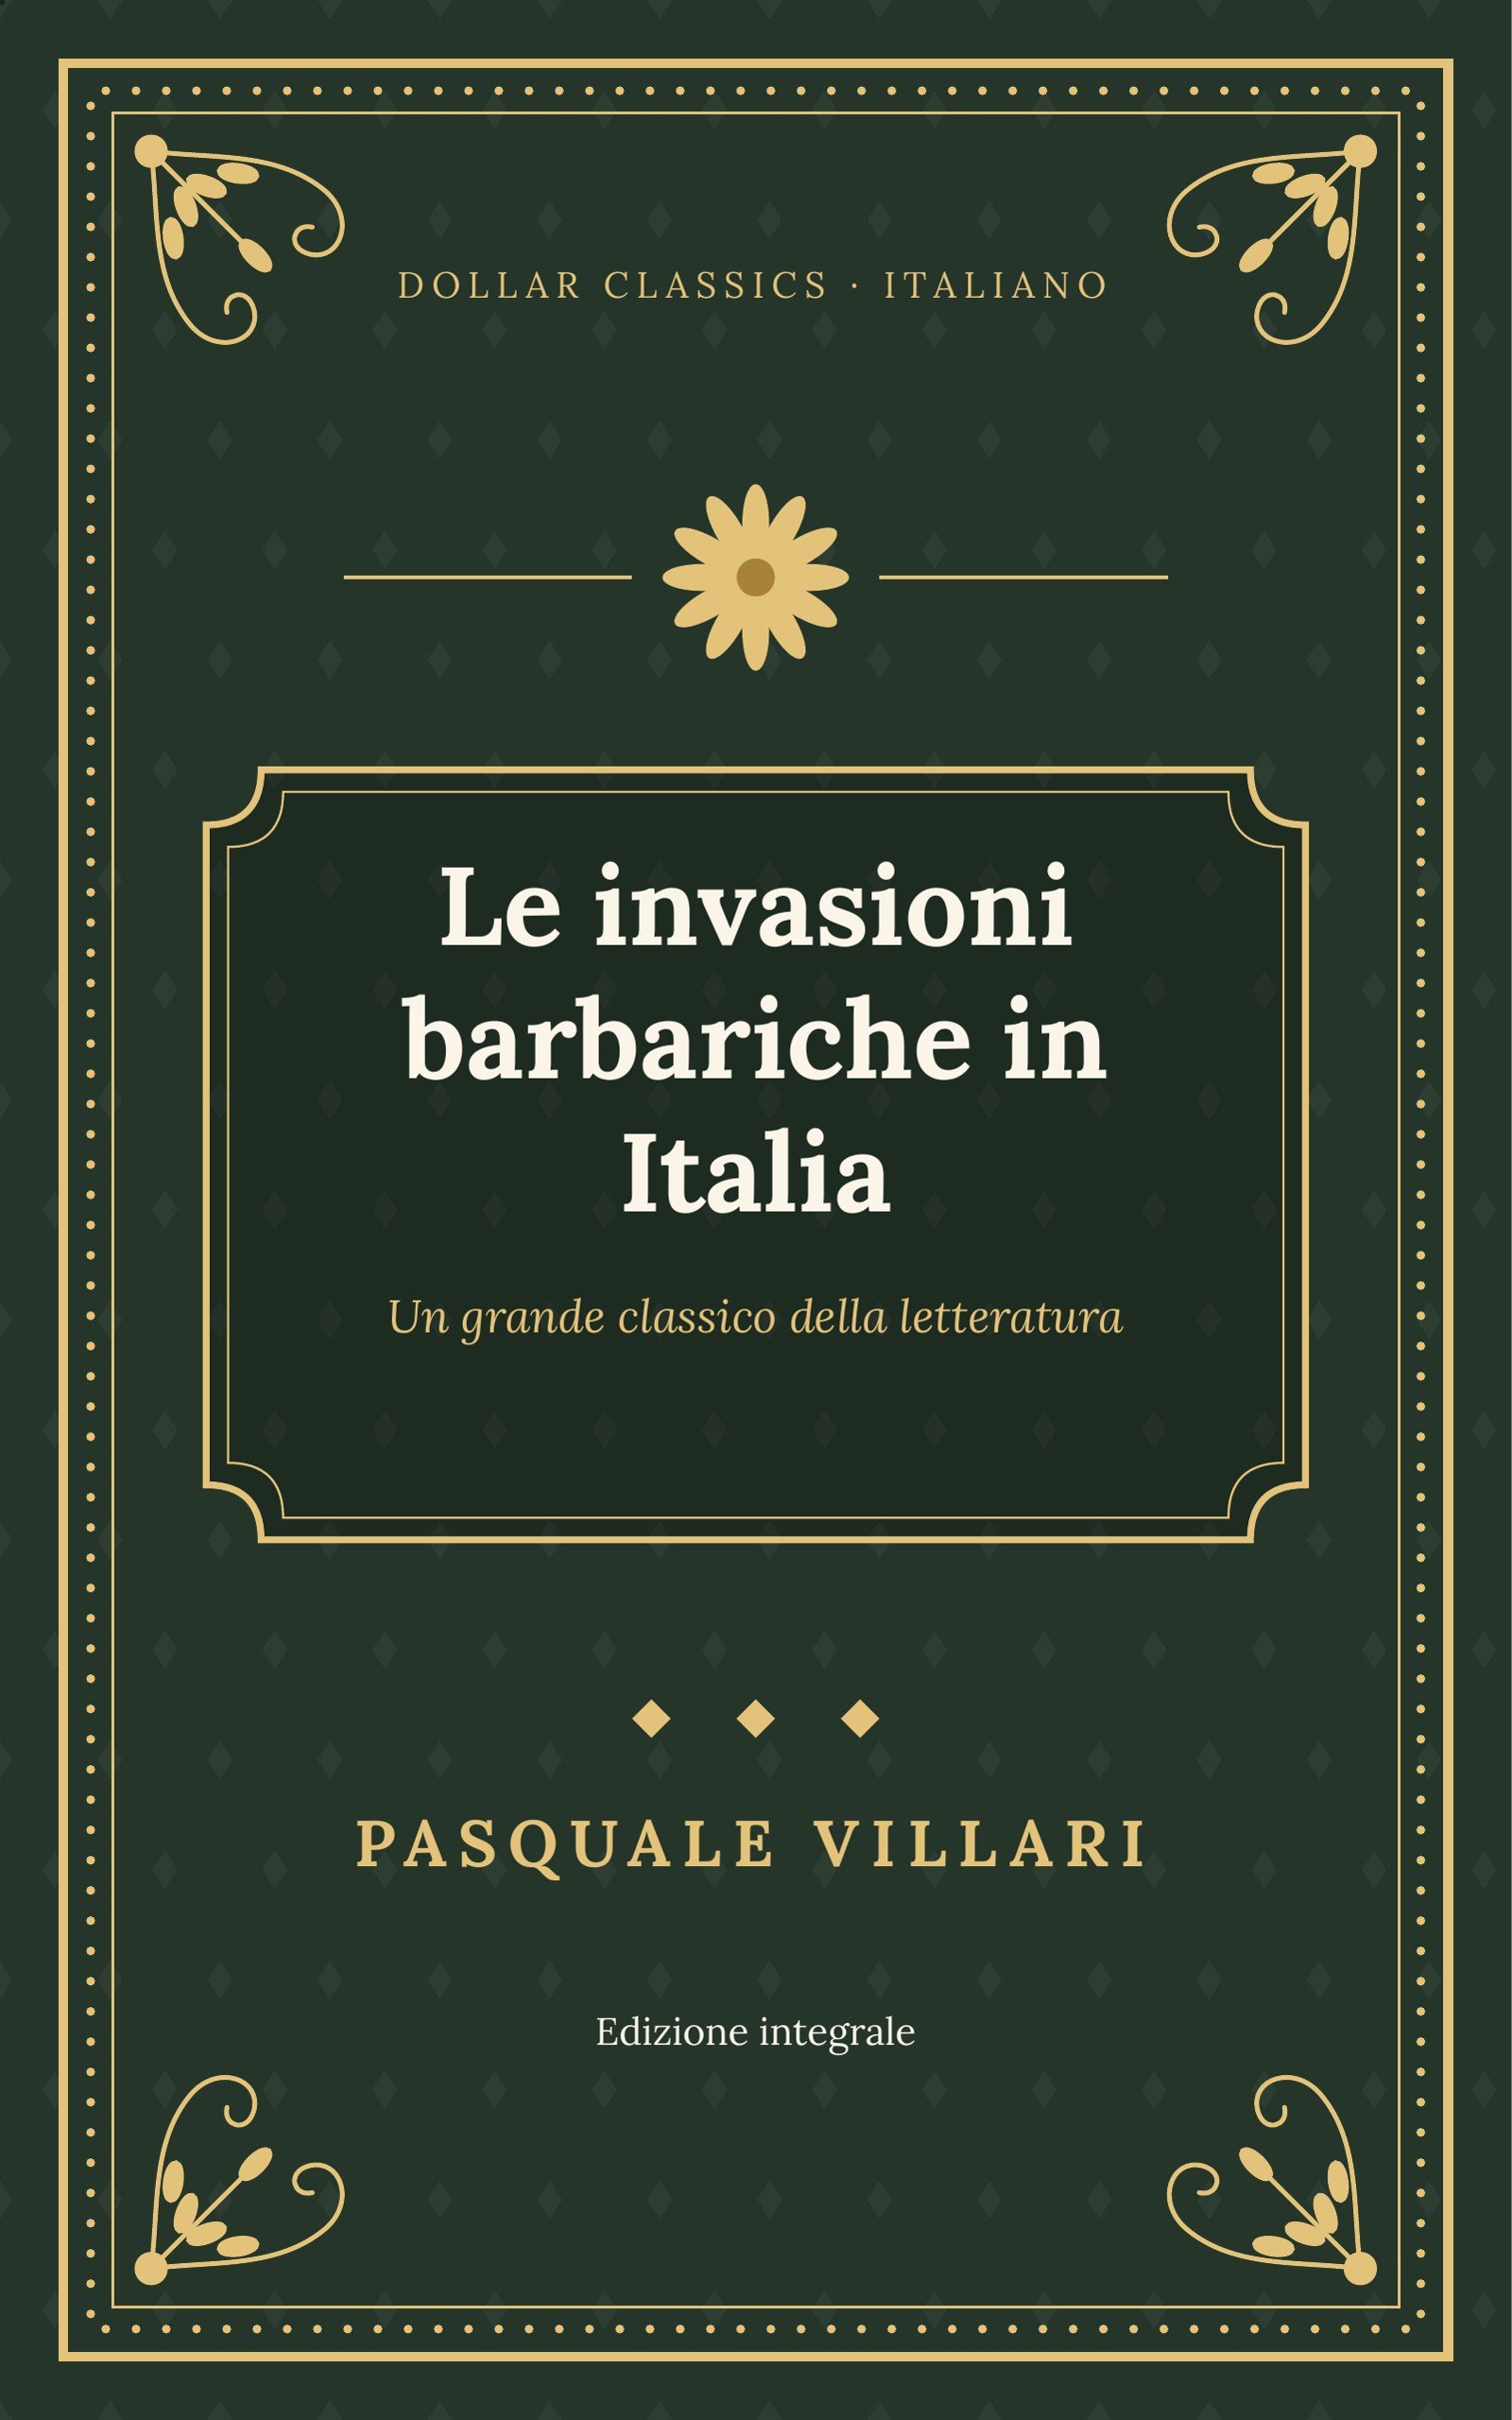 DOLLAR CLASSICS · ITALIANO
Le invasioni
barbariche in
Italia
Un grande classico della letteratura
PASQUALE VILLARI
Edizione integrale